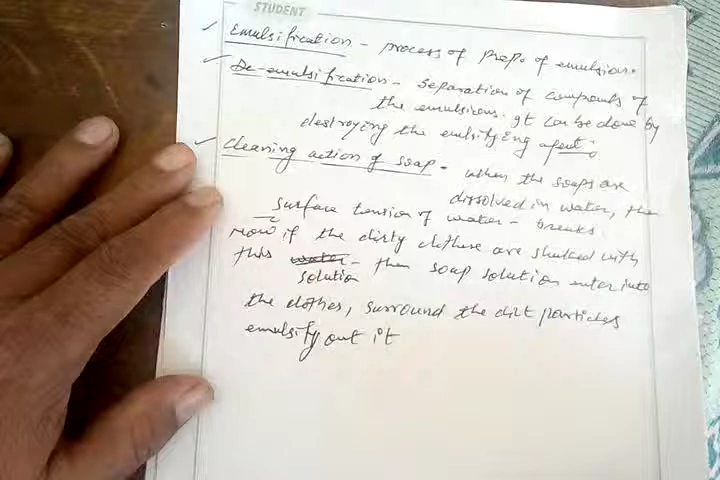 STUDENT
Emulsification - process of prep. of emulsion.
De-emulsification - separation of componets of
the emulsions. It can be done by
destroying the emlsifying agent.
Cleaning action of soap - when the soaps are
dissolved in water, the
surface tension of water - breaks.
Now if the dirty clothes are shaked with
this water - then soap solution enter into
solution
the clothes, surround the dirt particles
emulsify out it